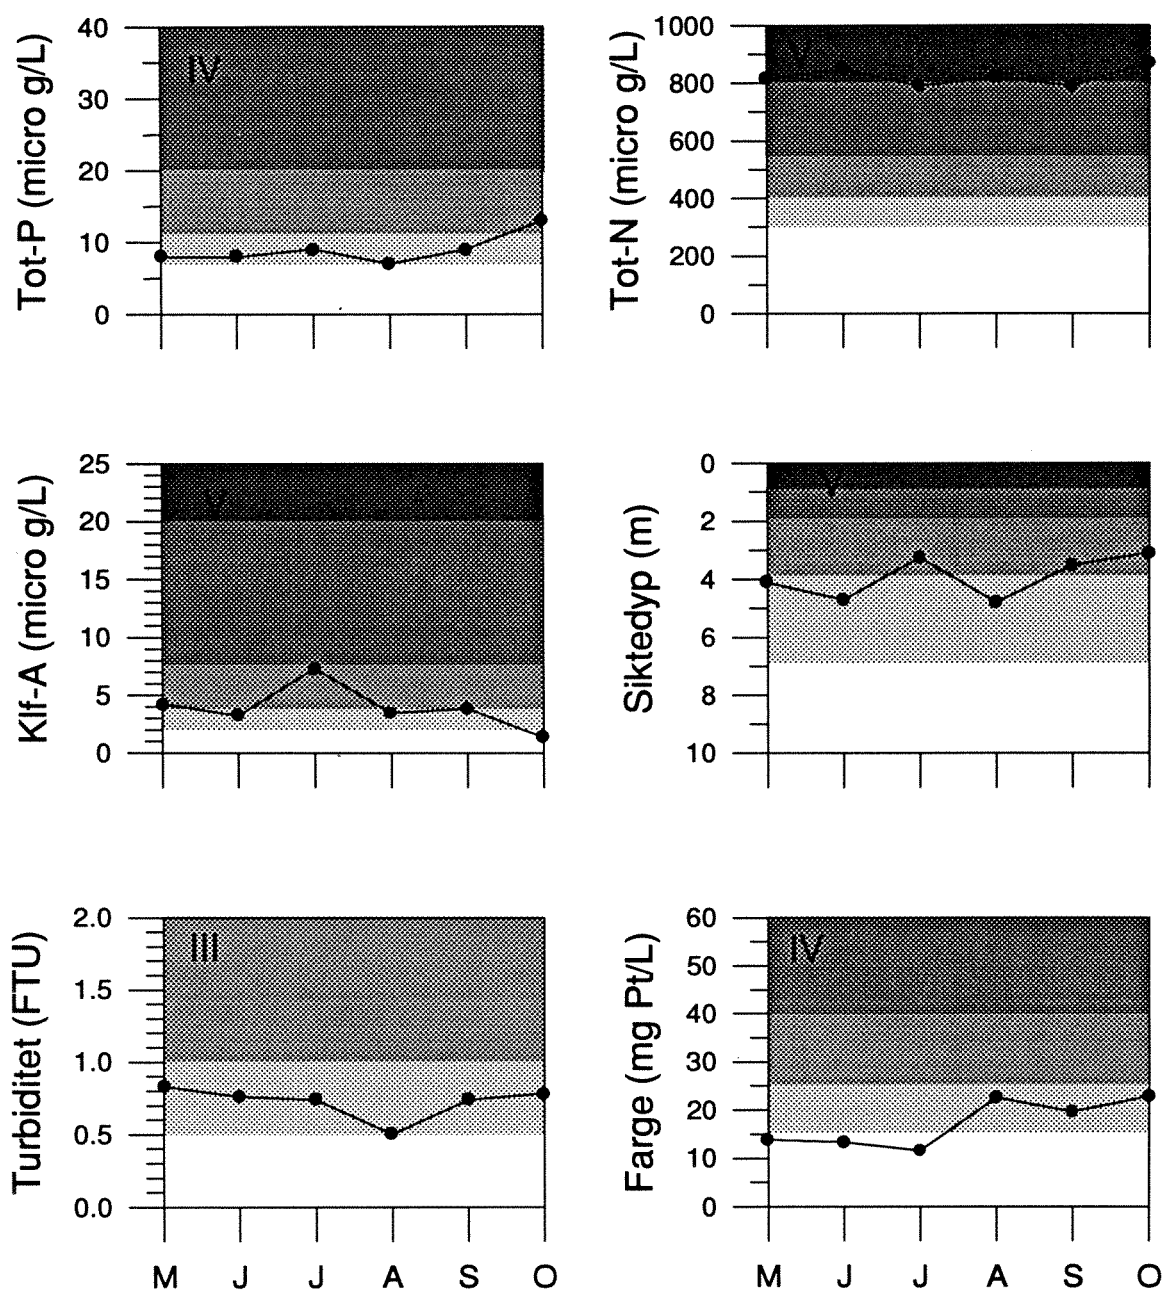 Tot-P (micro g/L)
40
30
20
10
0
IV
Tot-N (micro g/L)
1000
800
600
400
200
0
V
Klf-A (micro g/L)
25
20
15
10
5
0
V
Siktedyp (m)
0
2
4
6
8
10
V
Turbiditet (FTU)
2.0
1.5
1.0
0.5
0.0
III
M J J A S O
Farge (mg Pt/L)
60
50
40
30
20
10
0
IV
M J J A S O